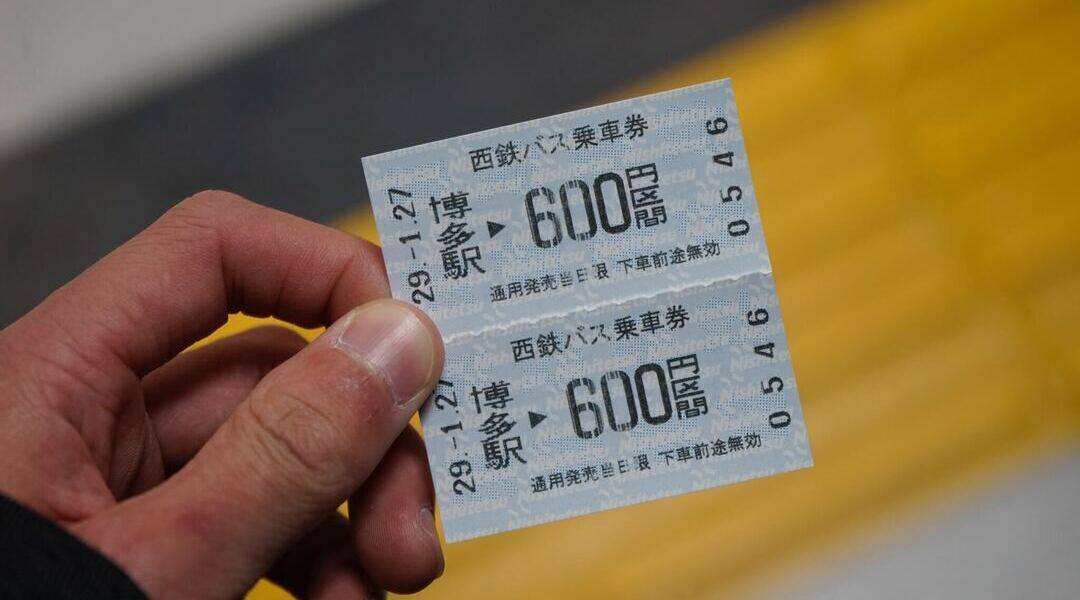 西鉄バス乗車券
29.-1.27
博多駅▶600円区間
通用発売当日限 下車前途無効
0546
西鉄バス乗車券
29.-1.27
博多駅▶600円区間
通用発売当日限 下車前途無効
0546